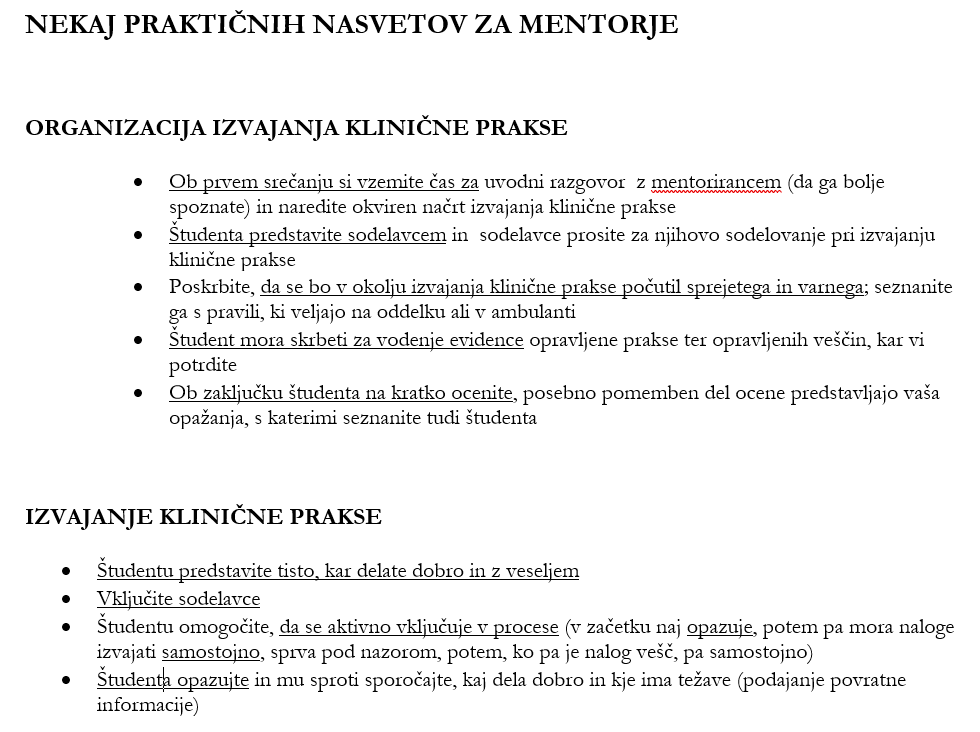 NEKAJ PRAKTIČNIH NASVETOV ZA MENTORJE
ORGANIZACIJA IZVAJANJA KLINIČNE PRAKSE
• Ob prvem srečanju si vzemite čas za uvodni razgovor  z mentorirancem (da ga bolje
spoznate) in naredite okviren načrt izvajanja klinične prakse
• Študenta predstavite sodelavcem in  sodelavce prosite za njihovo sodelovanje pri izvajanju
klinične prakse
• Poskrbite, da se bo v okolju izvajanja klinične prakse počutil sprejetega in varnega; seznanite
ga s pravili, ki veljajo na oddelku ali v ambulanti
• Študent mora skrbeti za vodenje evidence opravljene prakse ter opravljenih veščin, kar vi
potrdite
• Ob zaključku študenta na kratko ocenite, posebno pomemben del ocene predstavljajo vaša
opažanja, s katerimi seznanite tudi študenta
IZVAJANJE KLINIČNE PRAKSE
• Študentu predstavite tisto, kar delate dobro in z veseljem
• Vključite sodelavce
• Študentu omogočite, da se aktivno vključuje v procese (v začetku naj opazuje, potem pa mora naloge
izvajati samostojno, sprva pod nazorom, potem, ko pa je nalog vešč, pa samostojno)
• Študenta opazujte in mu sproti sporočajte, kaj dela dobro in kje ima težave (podajanje povratne
informacije)